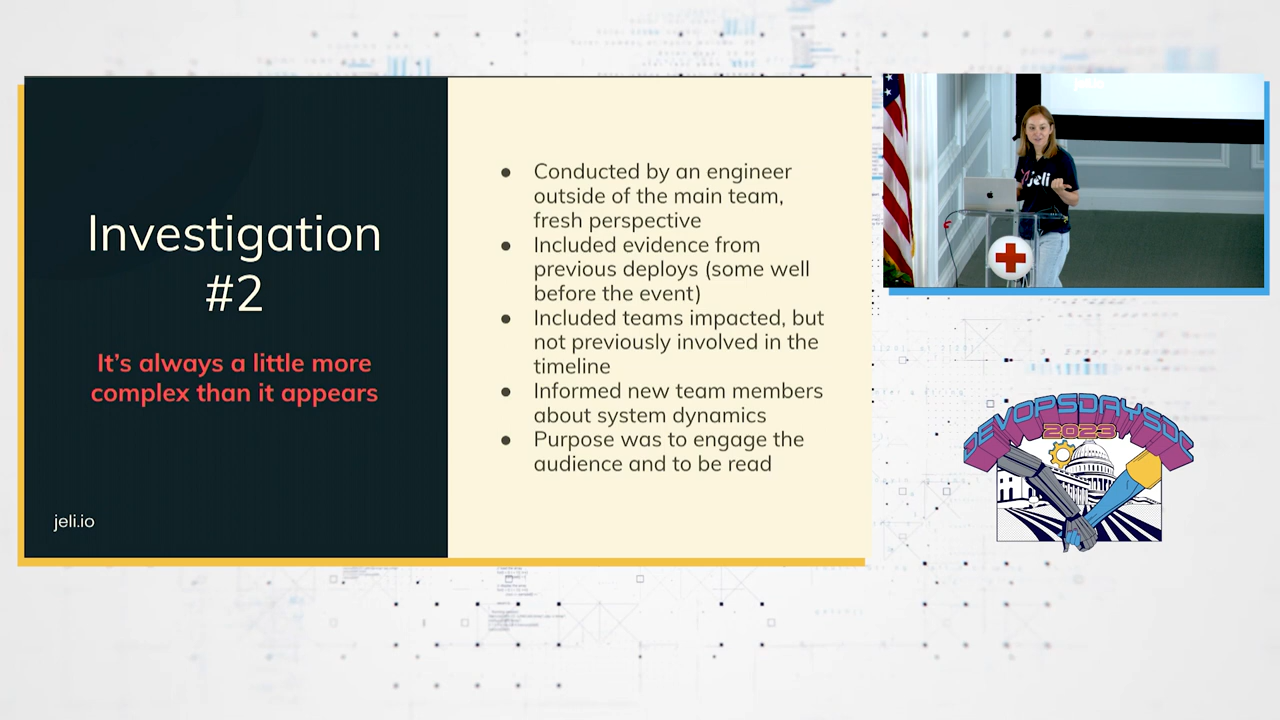 Investigation
#2
It's always a little more
complex than it appears
jeli.io
● Conducted by an engineer
outside of the main team,
fresh perspective
● Included evidence from
previous deploys (some well
before the event)
● Included teams impacted, but
not previously involved in the
timeline
● Informed new team members
about system dynamics
● Purpose was to engage the
audience and to be read
jeli
DEVOPSDAYSDC
2023